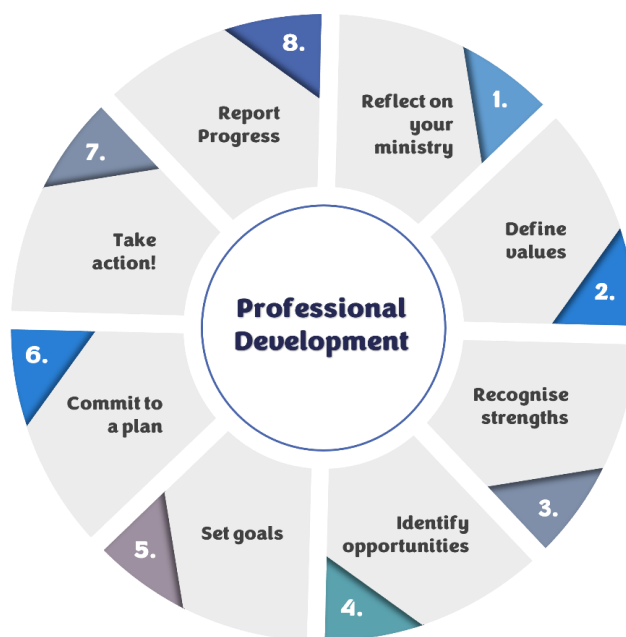 Professional
Development
1.
Reflect on
your
ministry
2.
Define
values
3.
Recognise
strengths
4.
Identify
opportunities
5.
Set goals
6.
Commit to
a plan
7.
Take
action!
8.
Report
Progress